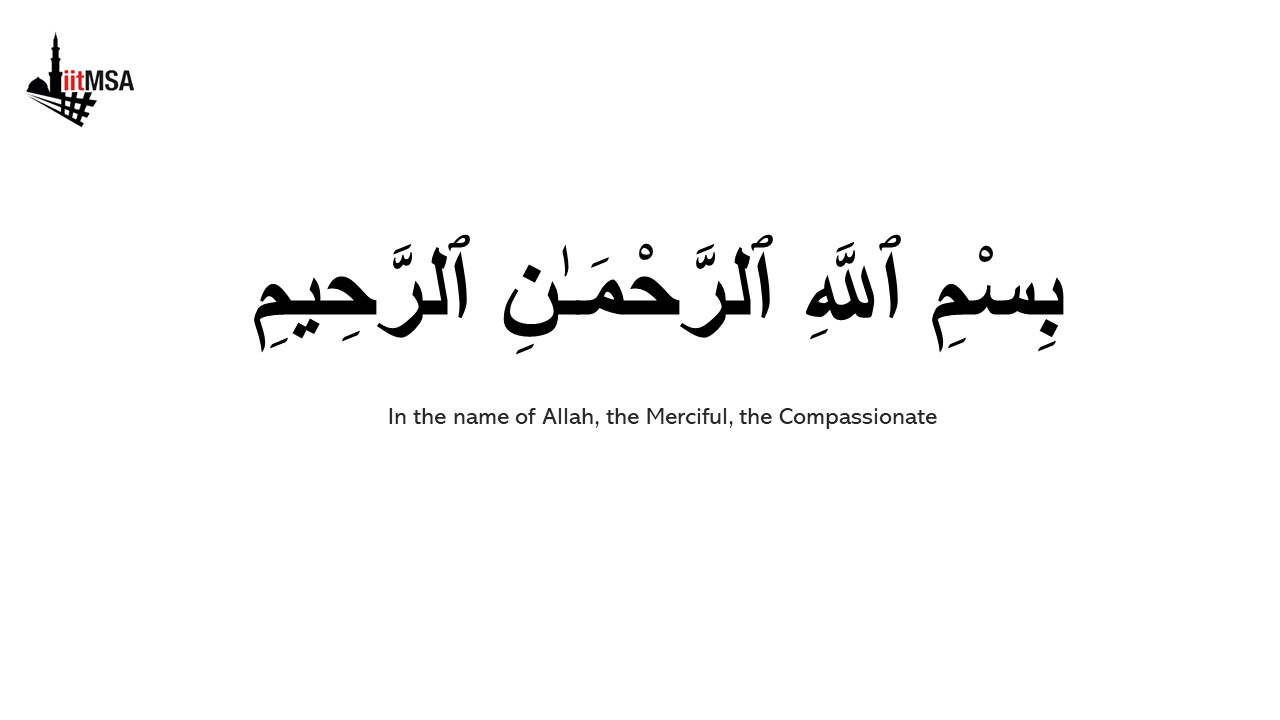 iitMSA
بِسْمِ ٱللَّهِ ٱلرَّحْمَـٰنِ ٱلرَّحِيمِ
In the name of Allah, the Merciful, the Compassionate